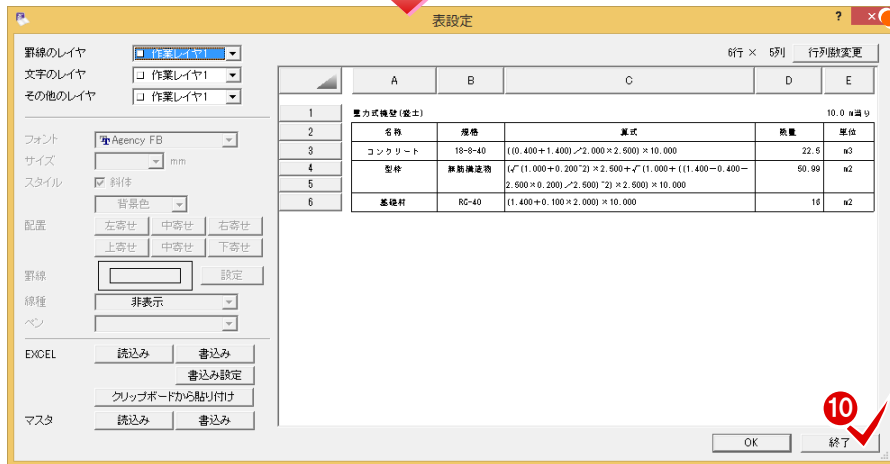 表設定
? ×
罫線のレイヤ 作業レイヤ1
文字のレイヤ 作業レイヤ1
その他のレイヤ 作業レイヤ1
フォント Agency FB
サイズ mm
スタイル 斜体
背景色
配置 左寄せ 中寄せ 右寄せ
上寄せ 中寄せ 下寄せ
罫線 設定
線種 非表示
ペン
EXCEL 読込み 書込み
書込み設定
クリップボードから貼り付け
マスタ 読込み 書込み
6行 × 5列 行列数変更
A B C D E
1 重力式擁壁(盛土) 10.0 m当り
2 名称 規格 算式 数量 単位
3 コンクリート 18-8-40 ((0.400+1.400)／2.000×2.500)×10.000 22.5 m3
4 型枠 無筋構造物 (√(1.000+0.200^2)×2.500+√(1.000+((1.400-0.400- 50.99 m2
5 2.500×0.200)／2.500)^2)×2.500)×10.000
6 基礎材 RC-40 (1.400+0.100×2.000)×10.000 16 m2
10
OK 終了